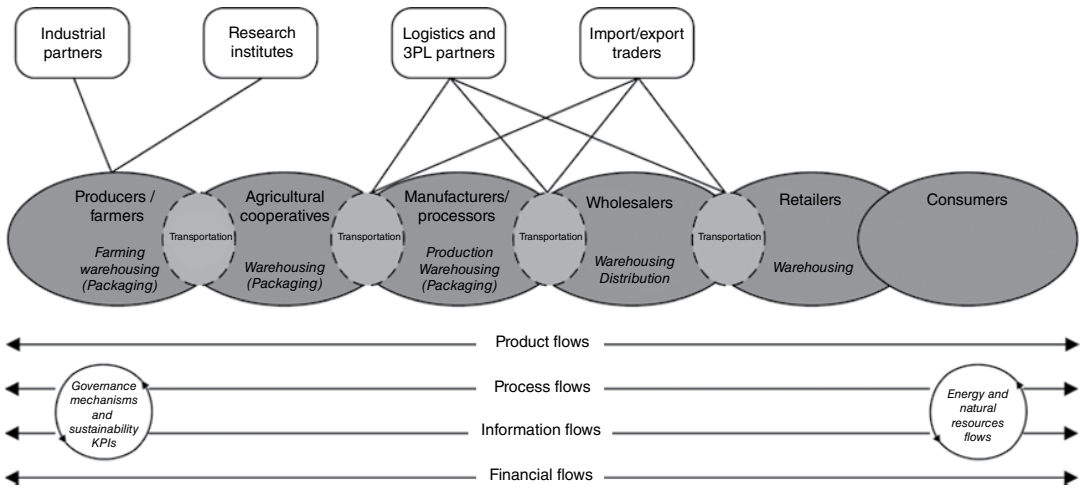 Industrial
partners
Research
institutes
Logistics and
3PL partners
Import/export
traders
Producers /
farmers
Farming
warehousing
(Packaging)
Transportation
Agricultural
cooperatives
Warehousing
(Packaging)
Transportation
Manufacturers/
processors
Production
Warehousing
(Packaging)
Transportation
Wholesalers
Warehousing
Distribution
Transportation
Retailers
Warehousing
Consumers
Product flows
Process flows
Information flows
Financial flows
Governance
mechanisms
and
sustainability
KPIs
Energy and
natural
resources
flows